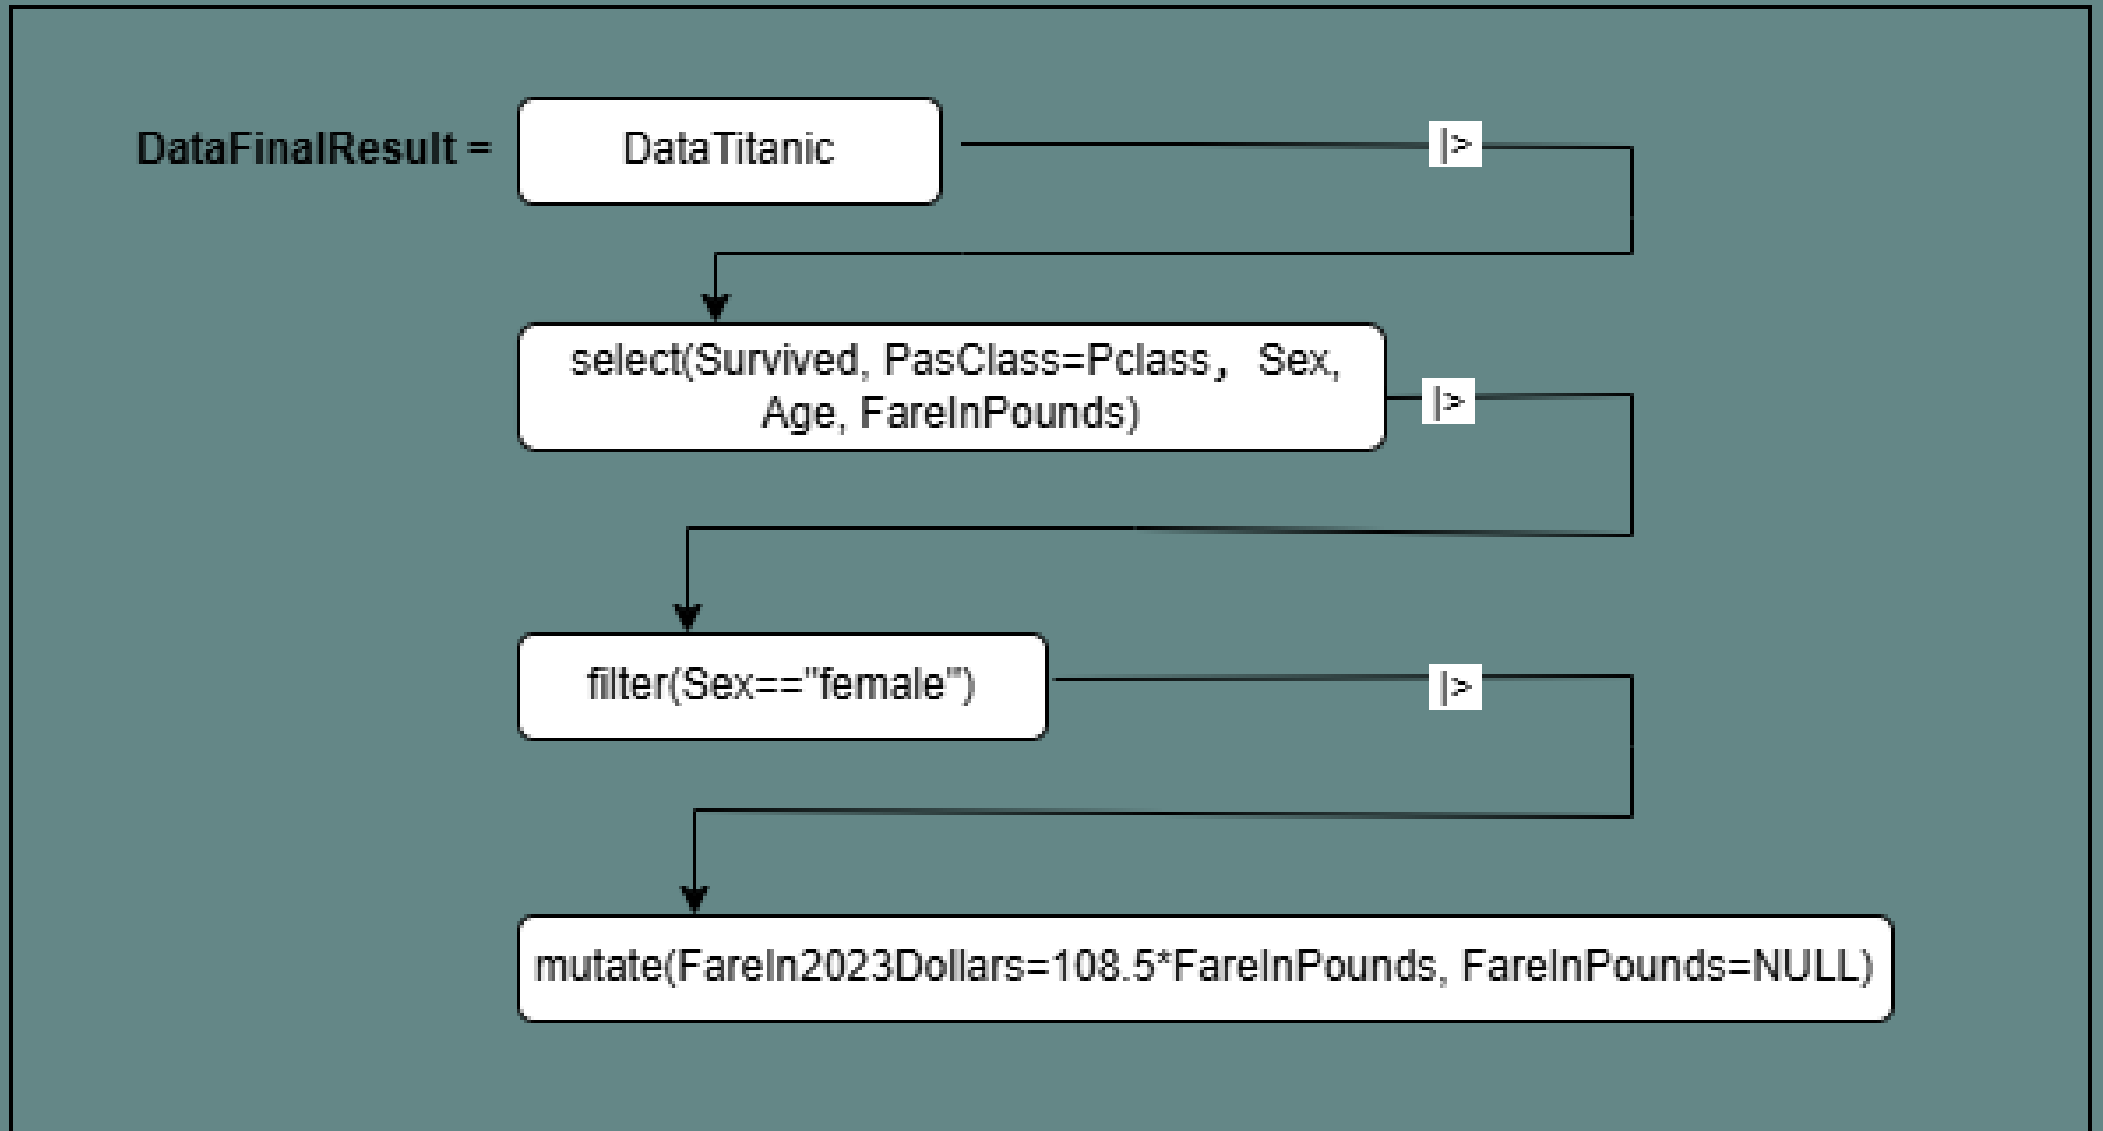 DataFinalResult = DataTitanic |>
select(Survived, PasClass=Pclass， Sex,
Age, FareInPounds)
|>
filter(Sex=="female") |>
mutate(FareIn2023Dollars=108.5*FareInPounds, FareInPounds=NULL)